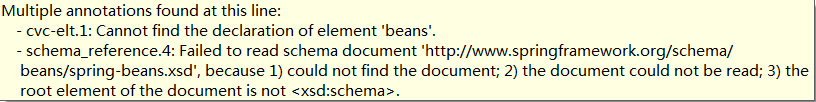 Multiple annotations found at this line:
- cvc-elt.1: Cannot find the declaration of element 'beans'.
- schema_reference.4: Failed to read schema document 'http://www.springframework.org/schema/
beans/spring-beans.xsd', because 1) could not find the document; 2) the document could not be read; 3) the
root element of the document is not <xsd:schema>.